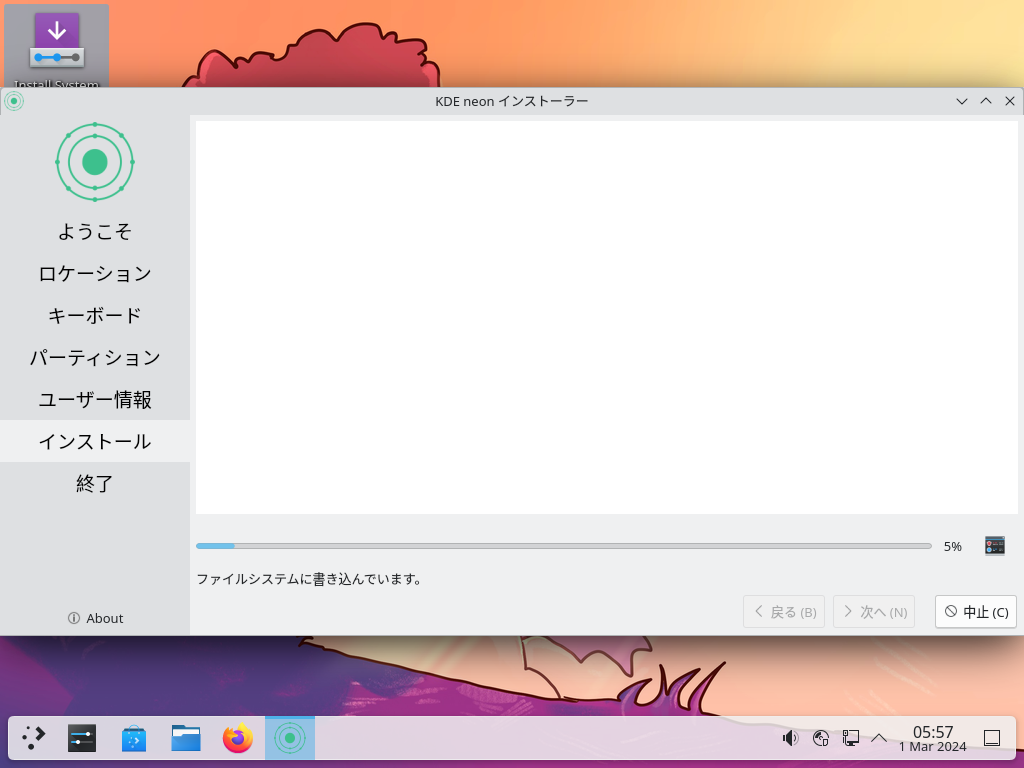 Install System
KDE neon インストーラー
ようこそ
ロケーション
キーボード
パーティション
ユーザー情報
インストール
終了
About
5%
ファイルシステムに書き込んでいます。
戻る (B)
次へ (N)
中止 (C)
05:57
1 Mar 2024